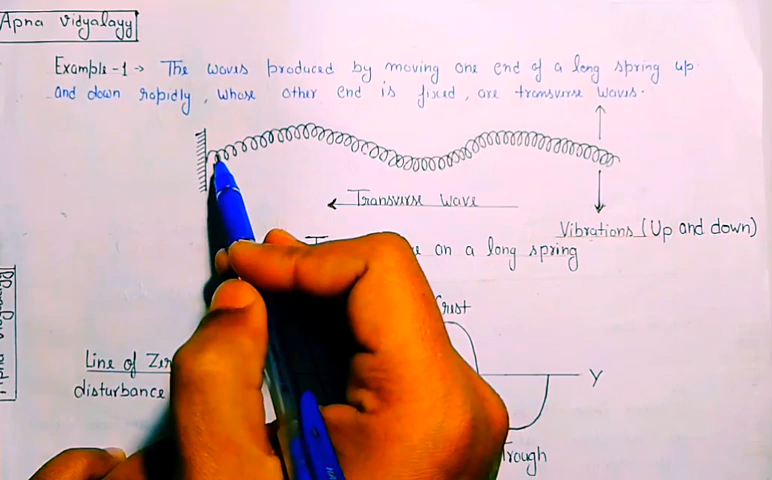 Apna Vidyalayy
Example-1 → The waves produced by moving one end of a long spring up
and down rapidly, whose other end is fixed, are transverse waves.
Transverse wave
Vibrations (Up and down)
on a long spring
Crest
Line of
disturbance
Y
Trough